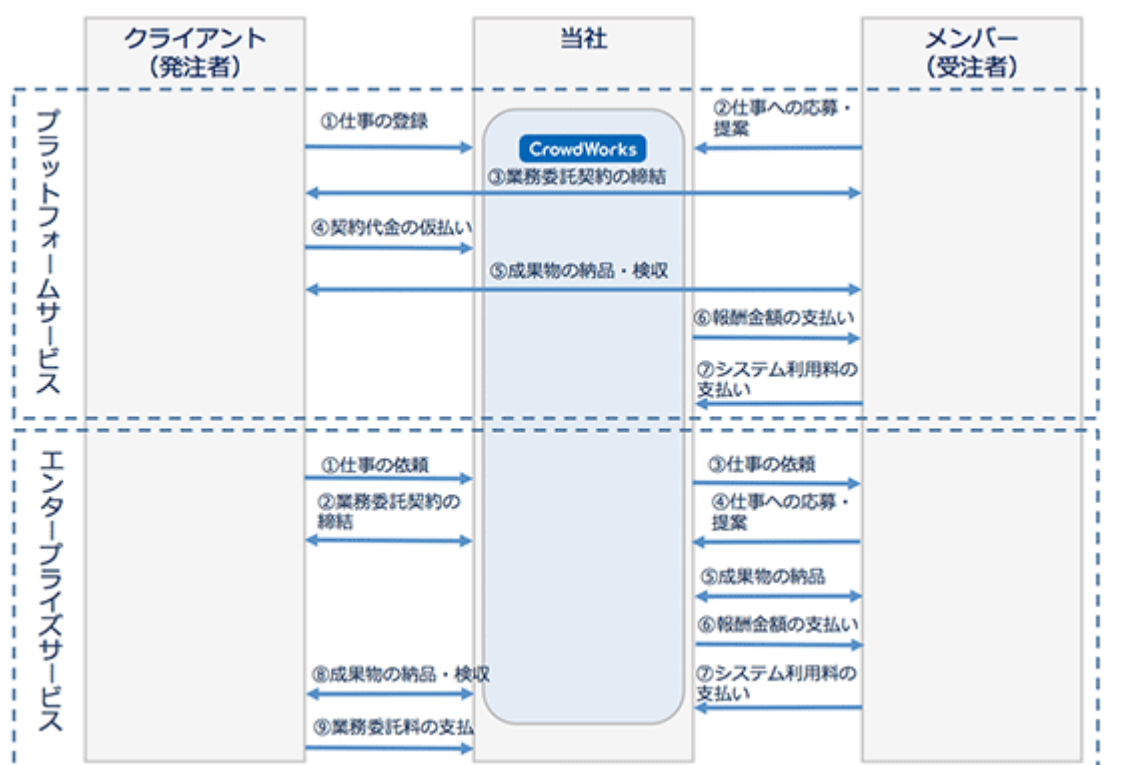 クライアント
（発注者）
当社
メンバー
（受注者）
プラットフォームサービス
①仕事の登録
②仕事への応募・
提案
CrowdWorks
③業務委託契約の締結
④契約代金の仮払い
⑤成果物の納品・検収
⑥報酬金額の支払い
⑦システム利用料の
支払い
エンタープライズサービス
①仕事の依頼
②業務委託契約の
締結
③仕事の依頼
④仕事への応募・
提案
⑤成果物の納品
⑥報酬金額の支払い
⑦システム利用料の
支払い
⑧成果物の納品・検収
⑨業務委託料の支払